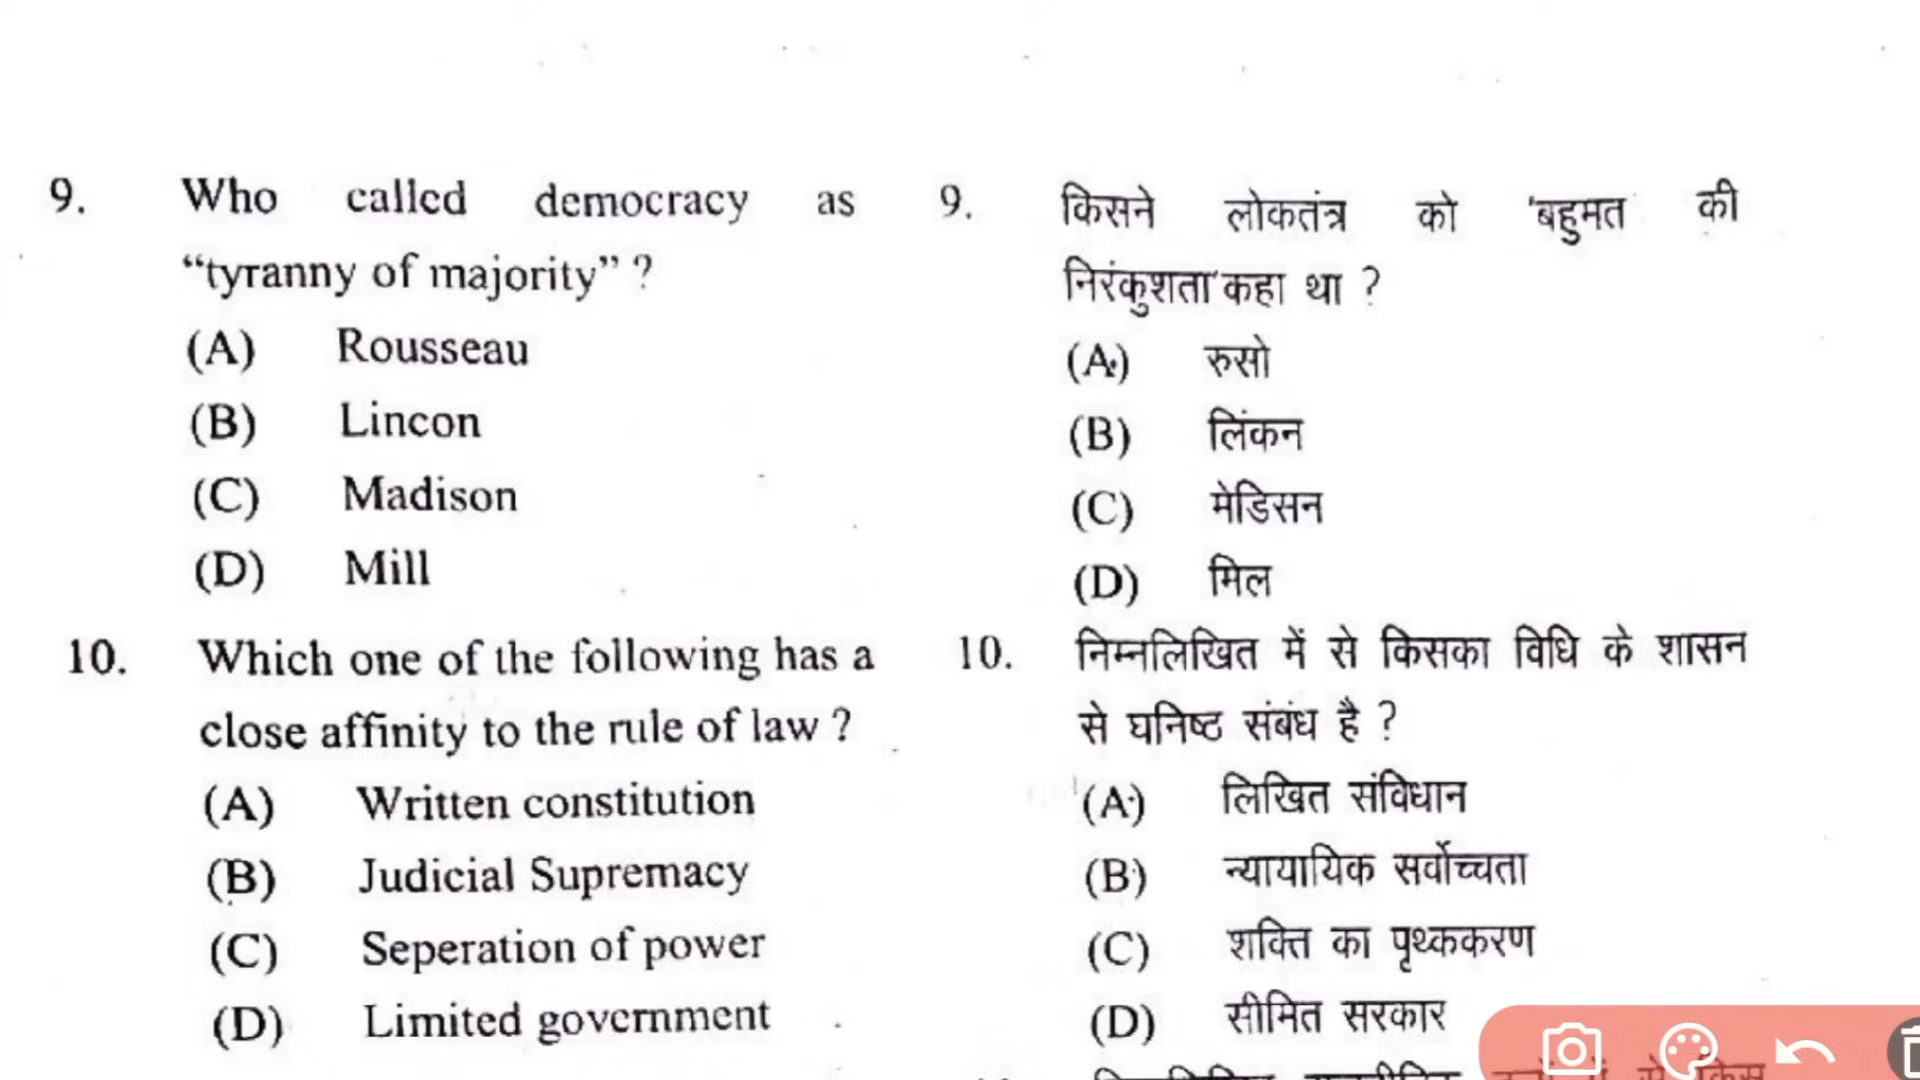 9. Who called democracy as
“tyranny of majority” ?
(A) Rousseau
(B) Lincon
(C) Madison
(D) Mill
10. Which one of the following has a
close affinity to the rule of law ?
(A) Written constitution
(B) Judicial Supremacy
(C) Seperation of power
(D) Limited government
9. किसने लोकतंत्र को 'बहुमत की
निरंकुशता' कहा था ?
(A) रुसो
(B) लिंकन
(C) मेडिसन
(D) मिल
10. निम्नलिखित में से किसका विधि के शासन
से घनिष्ट संबंध है ?
(A) लिखित संविधान
(B) न्यायायिक सर्वोच्चता
(C) शक्ति का पृथ्ककरण
(D) सीमित सरकार